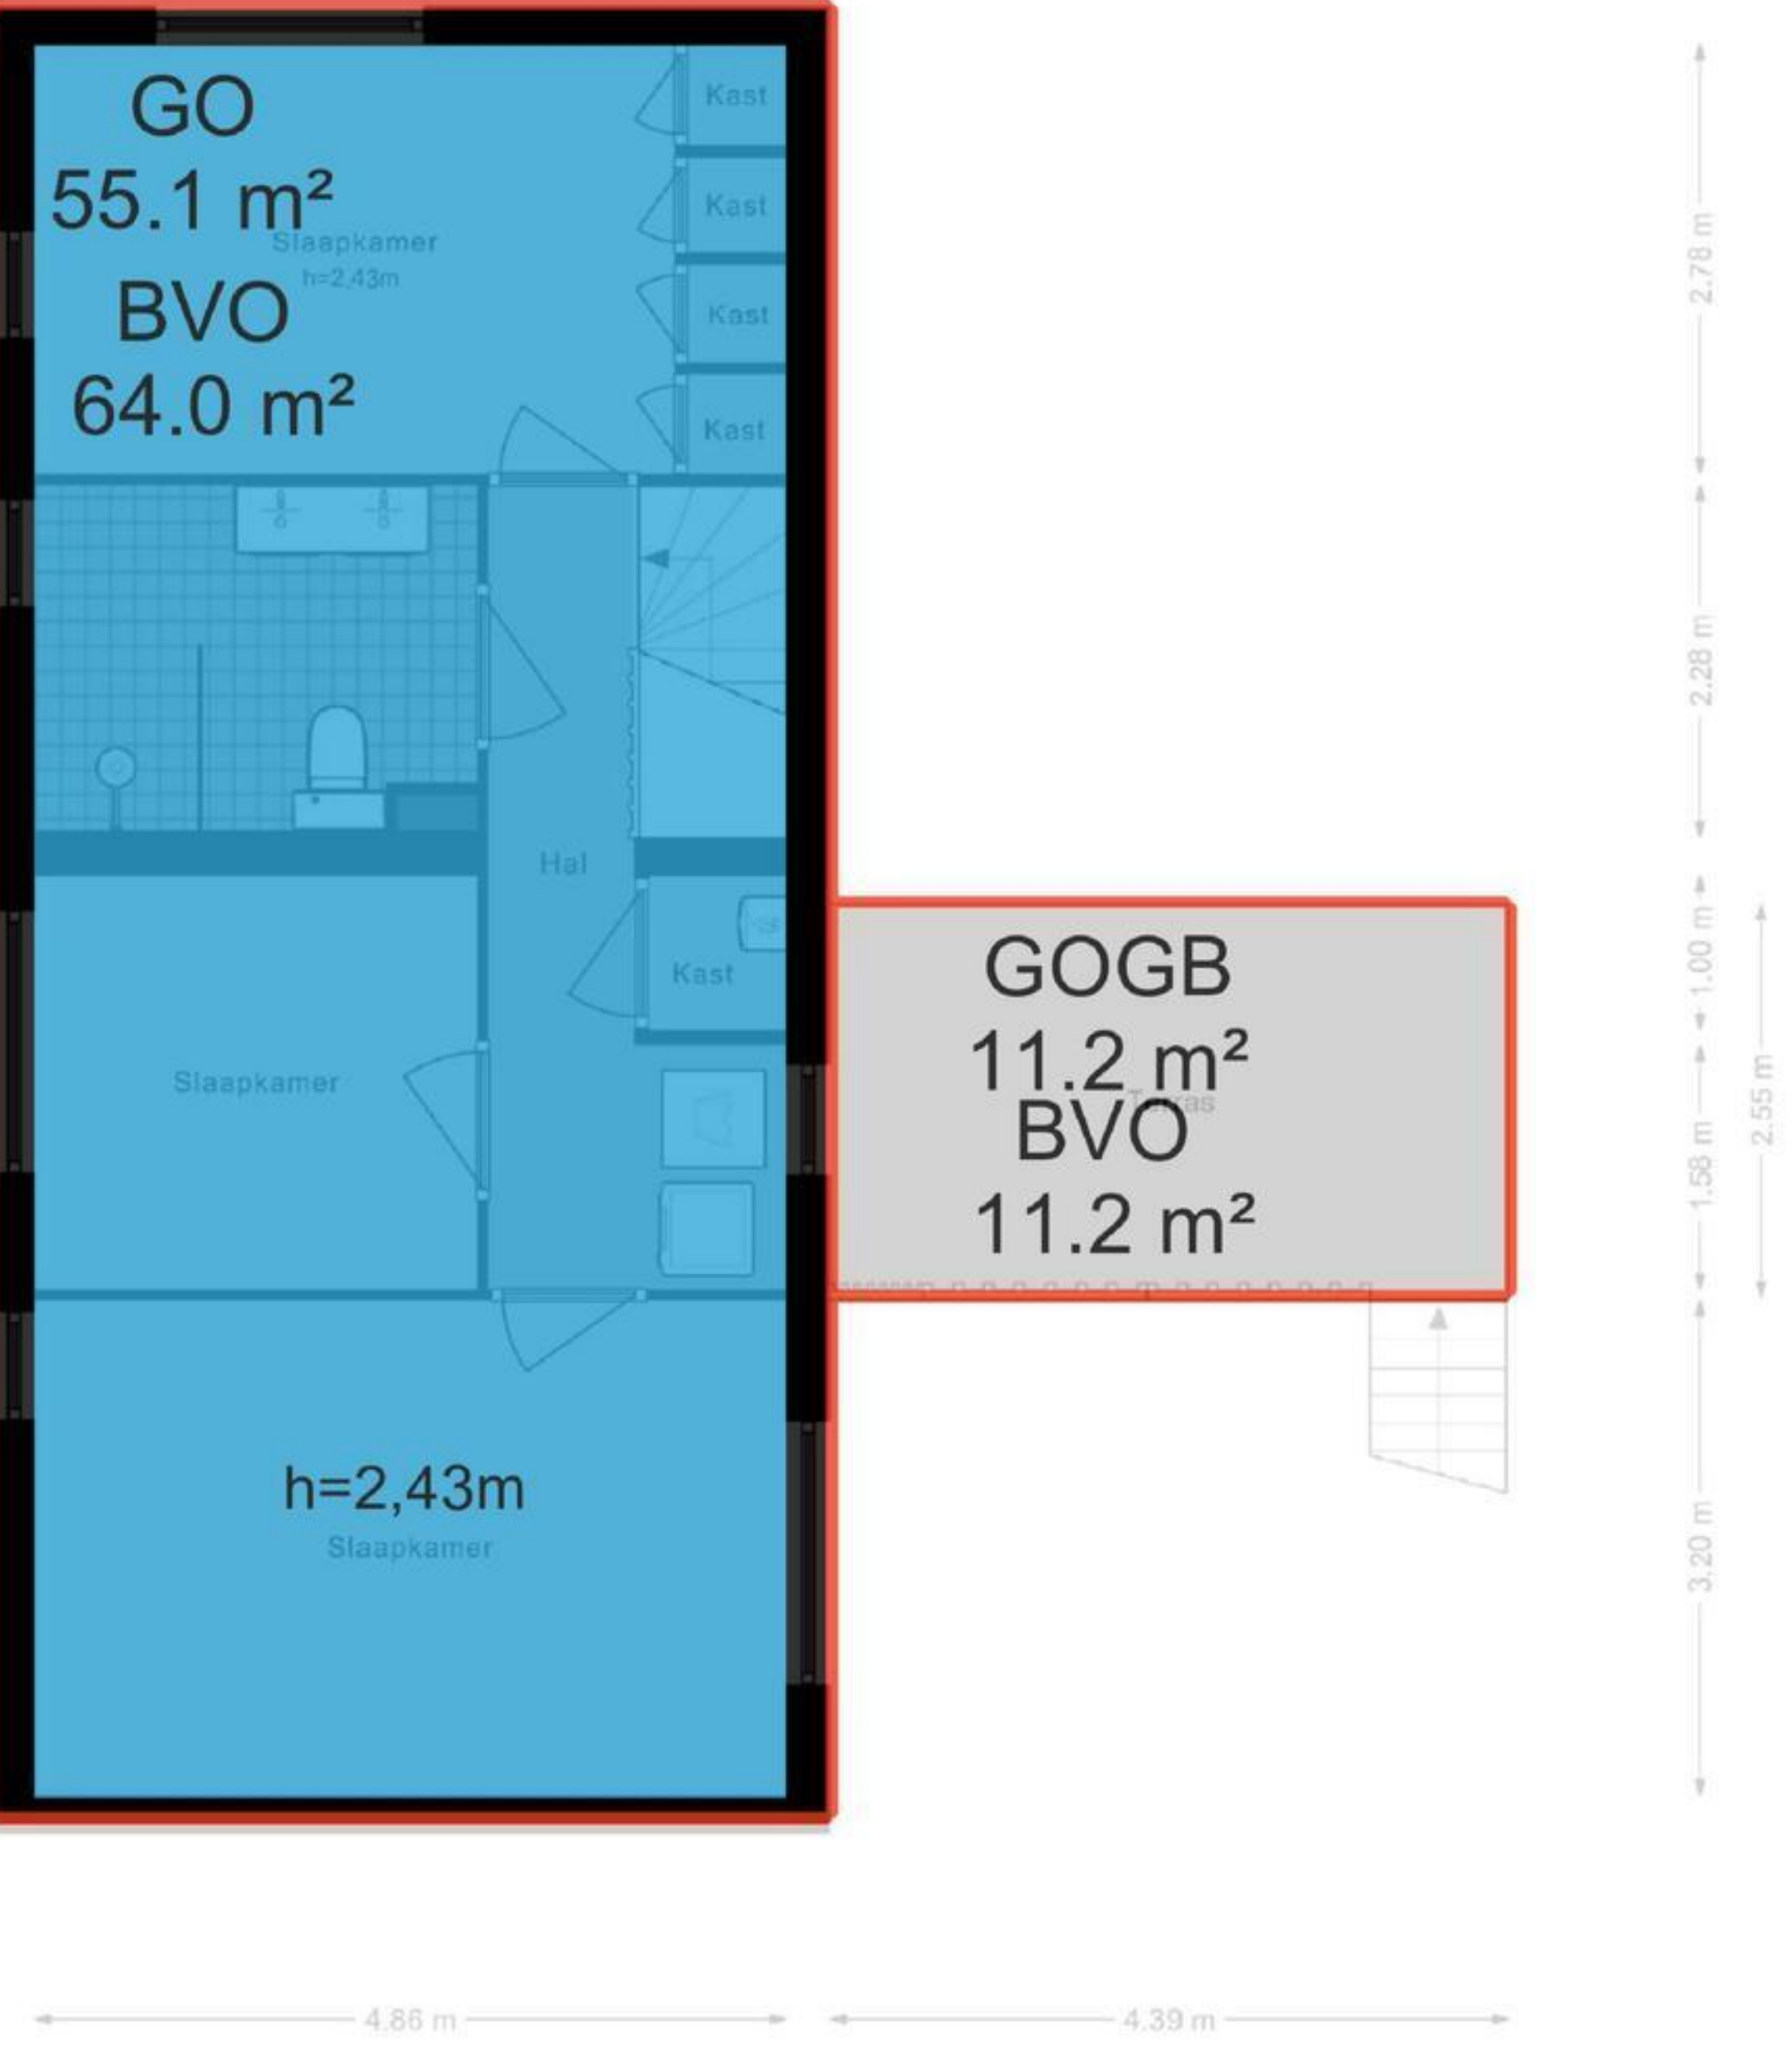 GO
55.1 m²
Slaapkamer
h=2,43m
BVO
64.0 m²
Kast
Kast
Kast
Kast
Hal
Kast
Slaapkamer
GOGB
11.2 m²
Terras
BVO
11.2 m²
h=2,43m
Slaapkamer
2.78 m
2.28 m
1.00 m
1.58 m
2.55 m
3.20 m
4.86 m
4.39 m